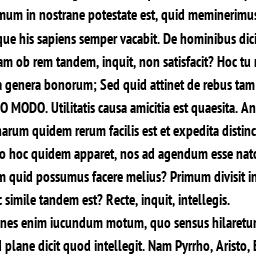 mum in nostrane potestate est, quid meminerimus
que his sapiens semper vacabit. De hominibus dici
am ob rem tandem, inquit, non satisfacit? Hoc tu
genera bonorum; Sed quid attinet de rebus tam
O MODO. Utilitatis causa amicitia est quaesita. An
harum quidem rerum facilis est et expedita distinc
o hoc quidem apparet, nos ad agendum esse nato
m quid possumus facere melius? Primum divisit in
c simile tandem est? Recte, inquit, intellegis.
nes enim iucundum motum, quo sensus hilaretur
d plane dicit quod intellegit. Nam Pyrrho, Aristo, E